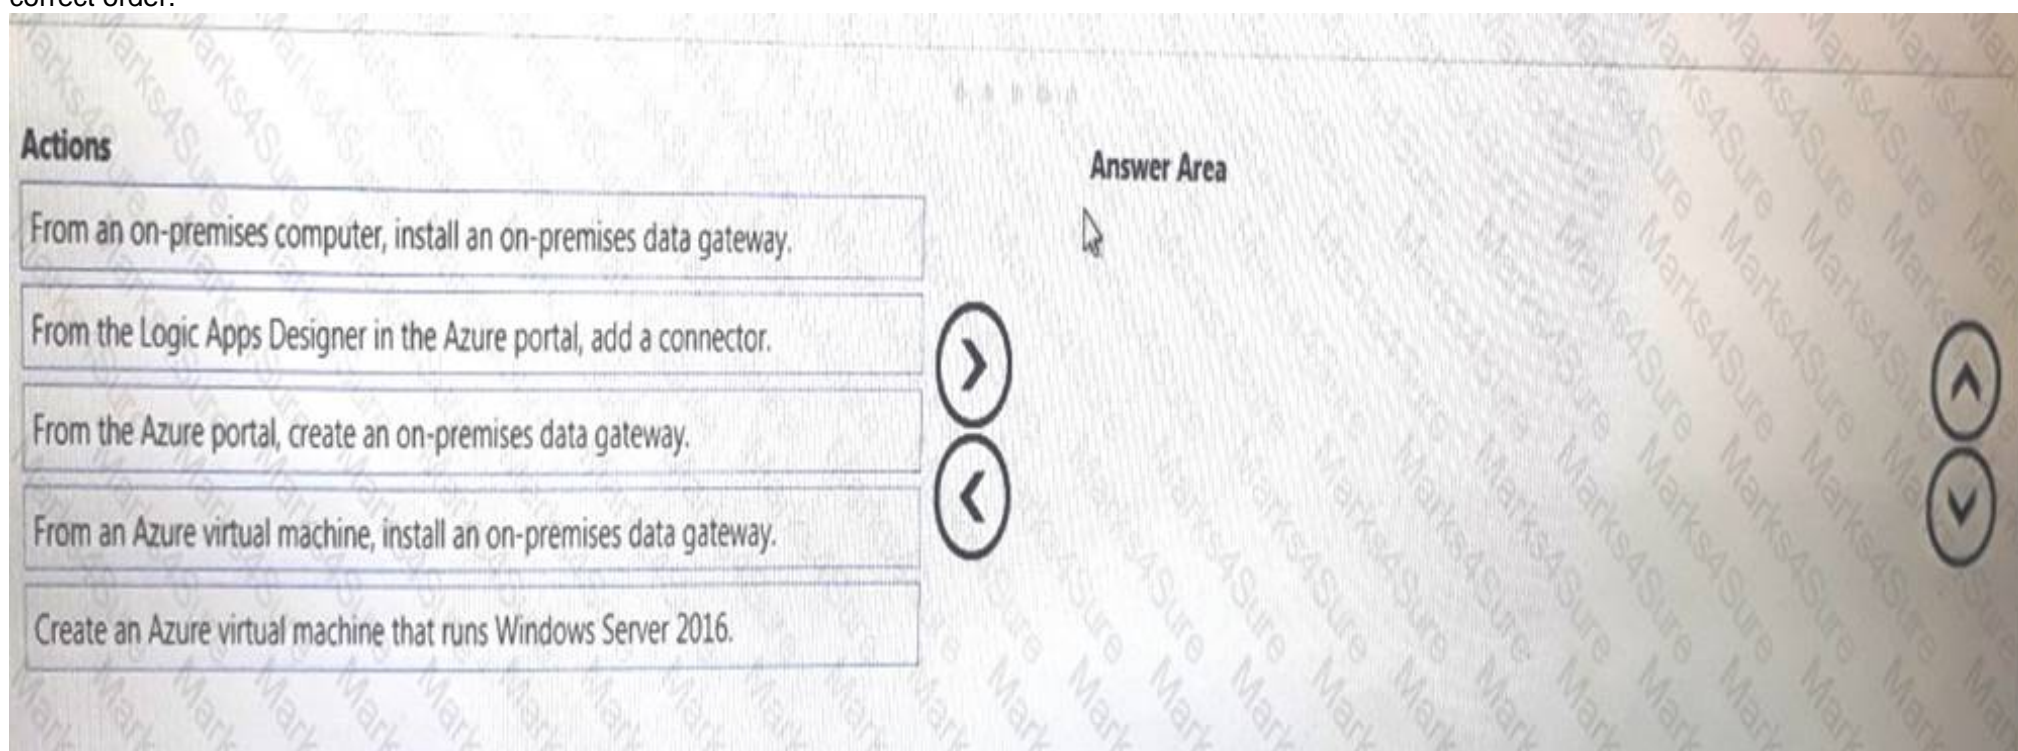 correct order.
Actions
Answer Area
From an on-premises computer, install an on-premises data gateway.
From the Logic Apps Designer in the Azure portal, add a connector.
From the Azure portal, create an on-premises data gateway.
From an Azure virtual machine, install an on-premises data gateway.
Create an Azure virtual machine that runs Windows Server 2016.
Marks4Sure